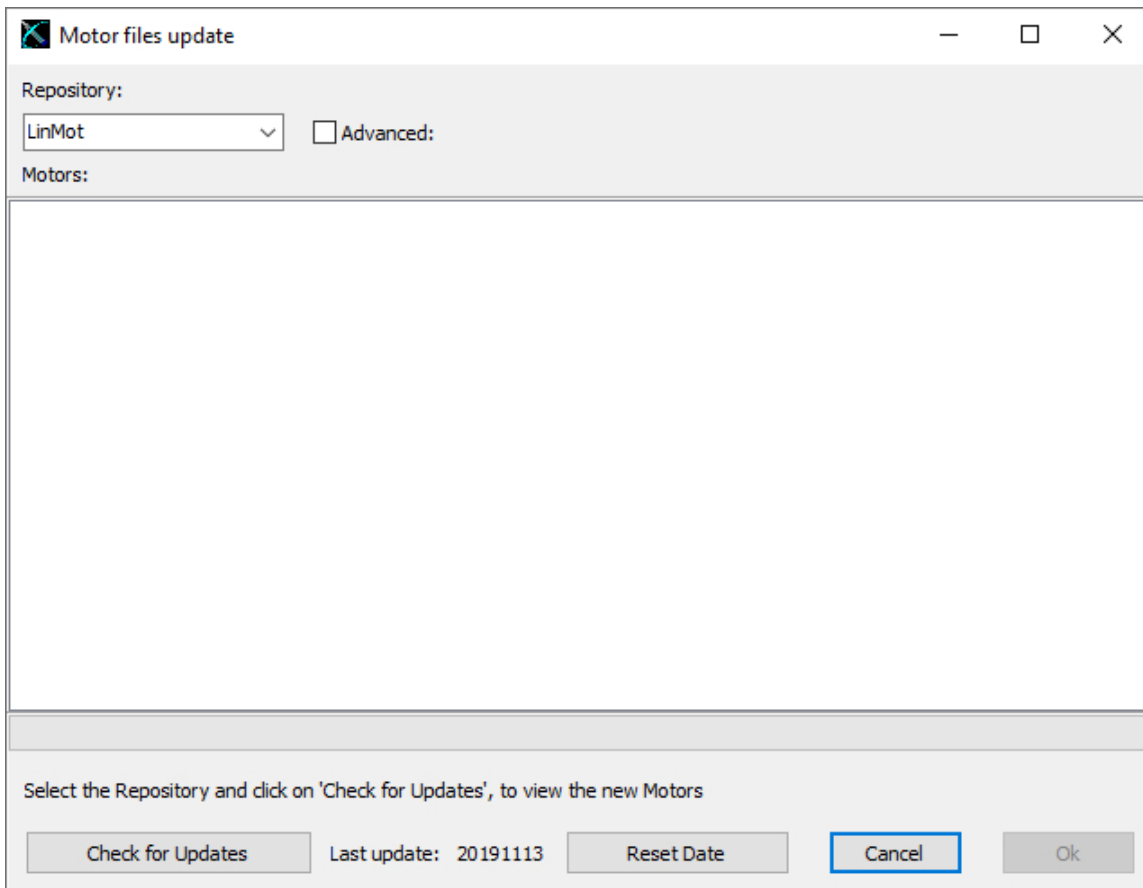 Motor files update
Repository:
LinMot
Advanced:
Motors:
Select the Repository and click on 'Check for Updates', to view the new Motors
Check for Updates Last update: 20191113 Reset Date Cancel Ok